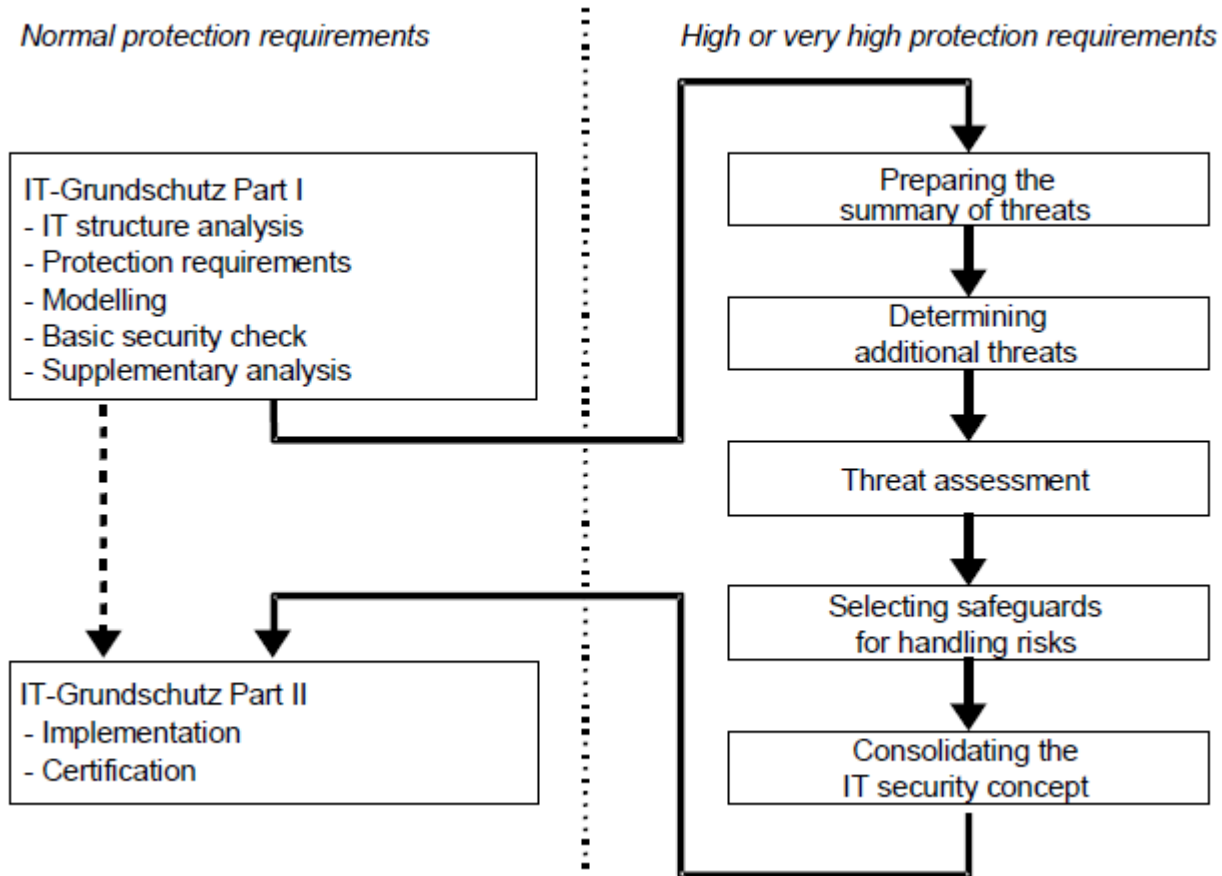 Normal protection requirements
High or very high protection requirements
IT-Grundschutz Part I
- IT structure analysis
- Protection requirements
- Modelling
- Basic security check
- Supplementary analysis
IT-Grundschutz Part II
- Implementation
- Certification
Preparing the
summary of threats
Determining
additional threats
Threat assessment
Selecting safeguards
for handling risks
Consolidating the
IT security concept